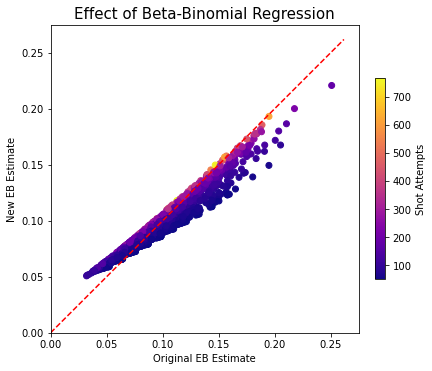 Effect of Beta-Binomial Regression
0.25
0.20
0.15
0.10
0.05
0.00
New EB Estimate
0.00 0.05 0.10 0.15 0.20 0.25
Original EB Estimate
700
600
500
400
300
200
100
Shot Attempts